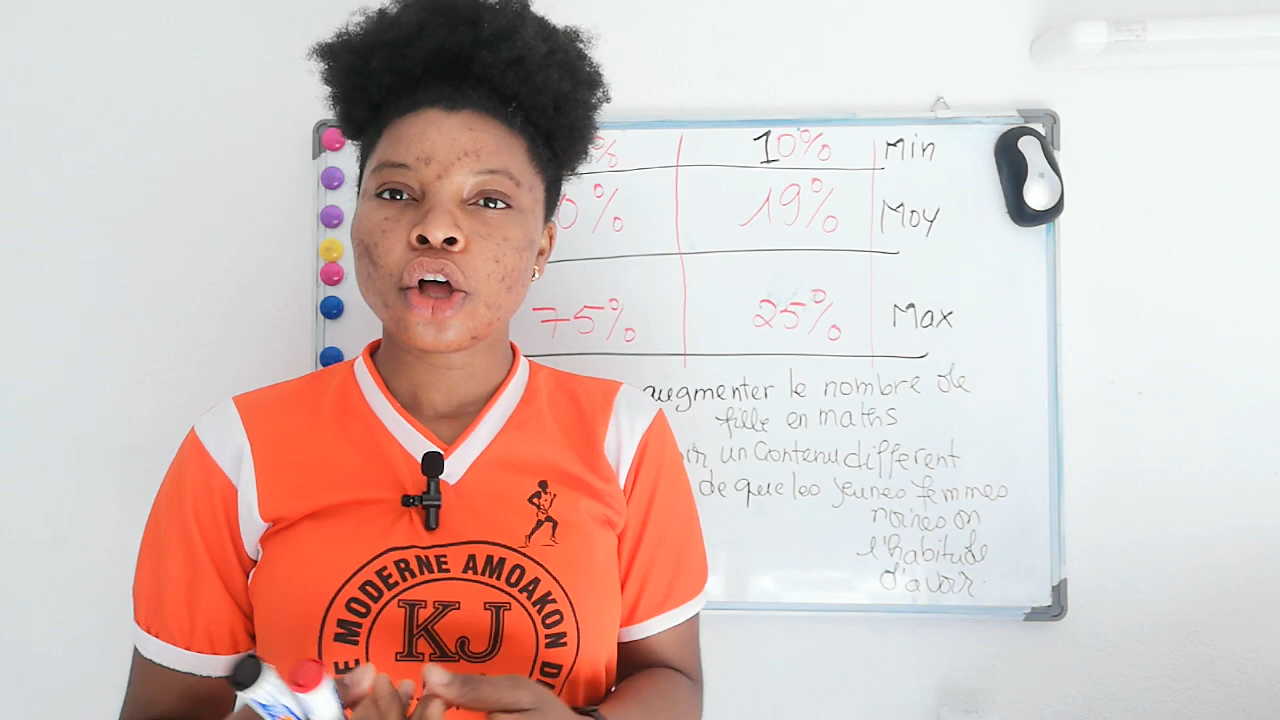 10% Min
0% 19% Moy
75% 25% Max
augmenter le nombre de
fille en maths
un Contenu different
de que les jeunes femmes
noires on
l'habitude
d'avoir.
MODERNE AMOAKON
KJ